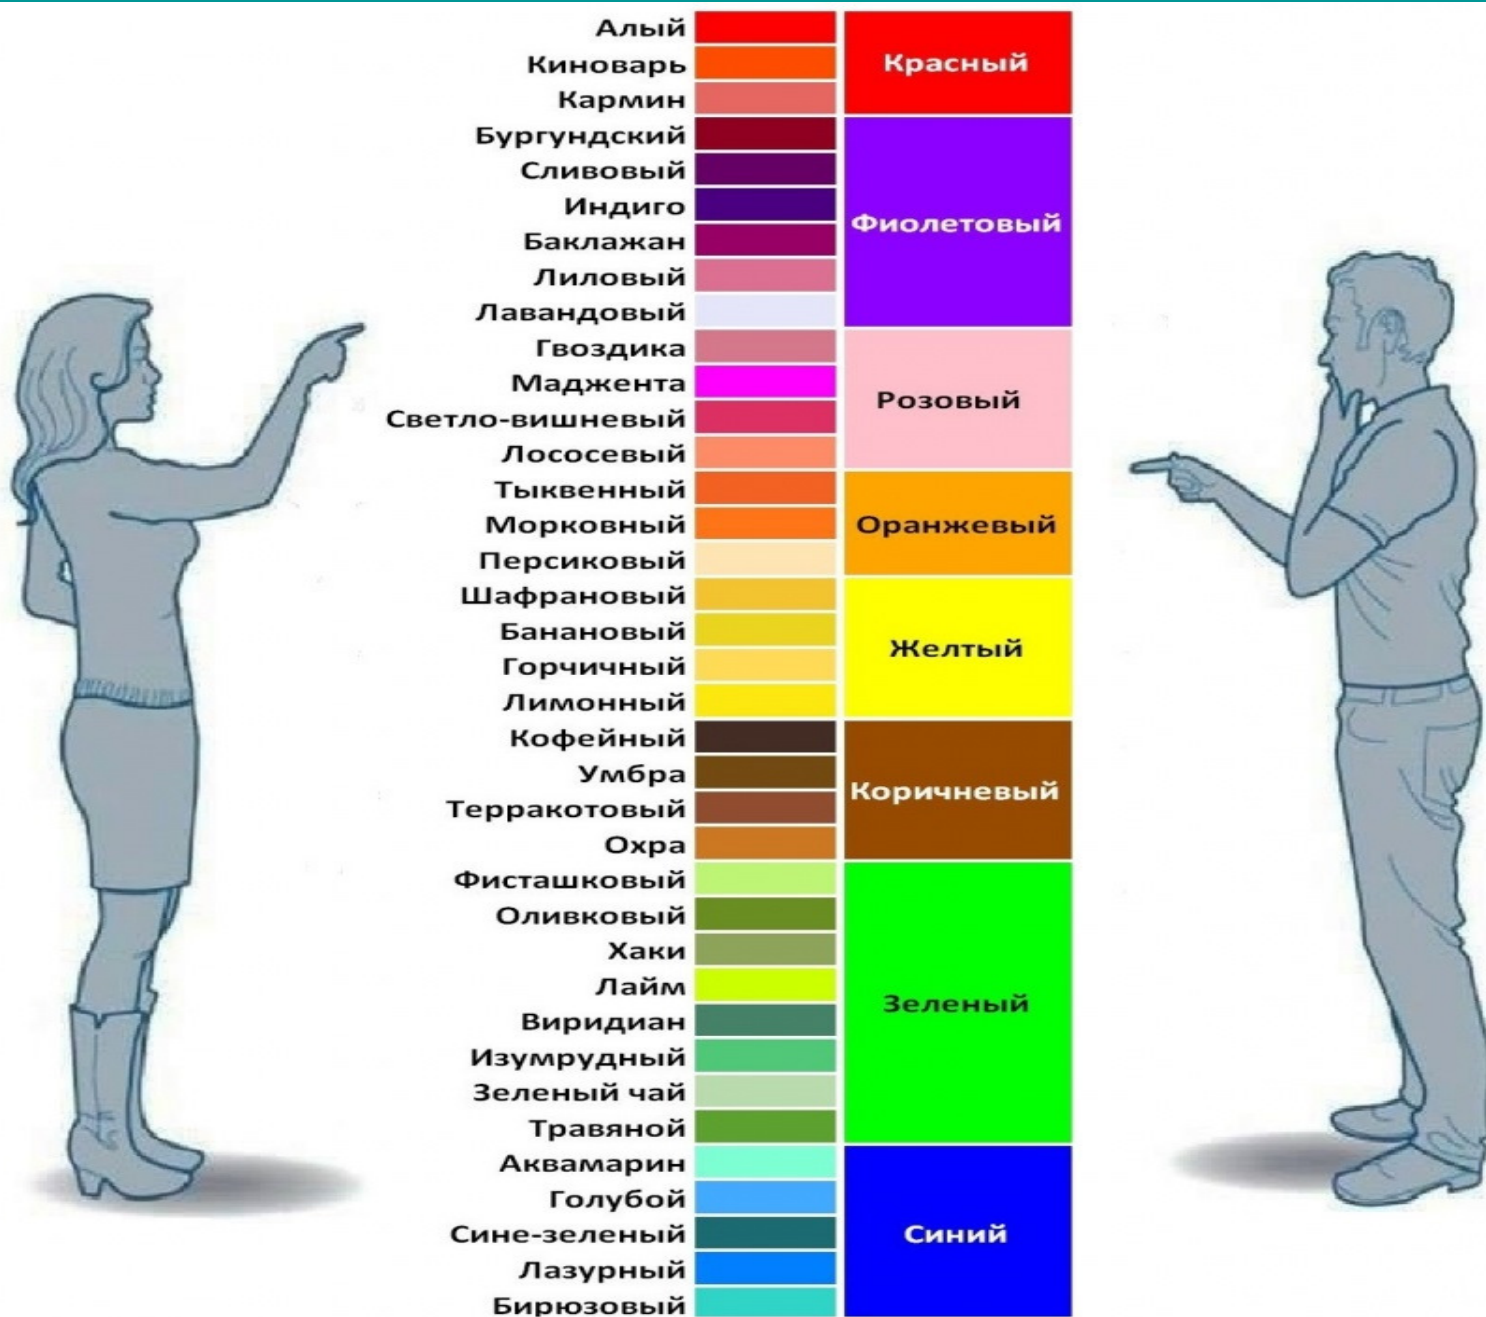 Алый
Киноварь
Кармин
Бургундский
Сливовый
Индиго
Баклажан
Лиловый
Лавандовый
Гвоздика
Маджента
Светло-вишневый
Лососевый
Тыквенный
Морковный
Персиковый
Шафрановый
Банановый
Горчичный
Лимонный
Кофейный
Умбра
Терракотовый
Охра
Фисташковый
Оливковый
Хаки
Лайм
Виридиан
Изумрудный
Зеленый чай
Травяной
Аквамарин
Голубой
Сине-зеленый
Лазурный
Бирюзовый
Красный
Фиолетовый
Розовый
Оранжевый
Желтый
Коричневый
Зеленый
Синий